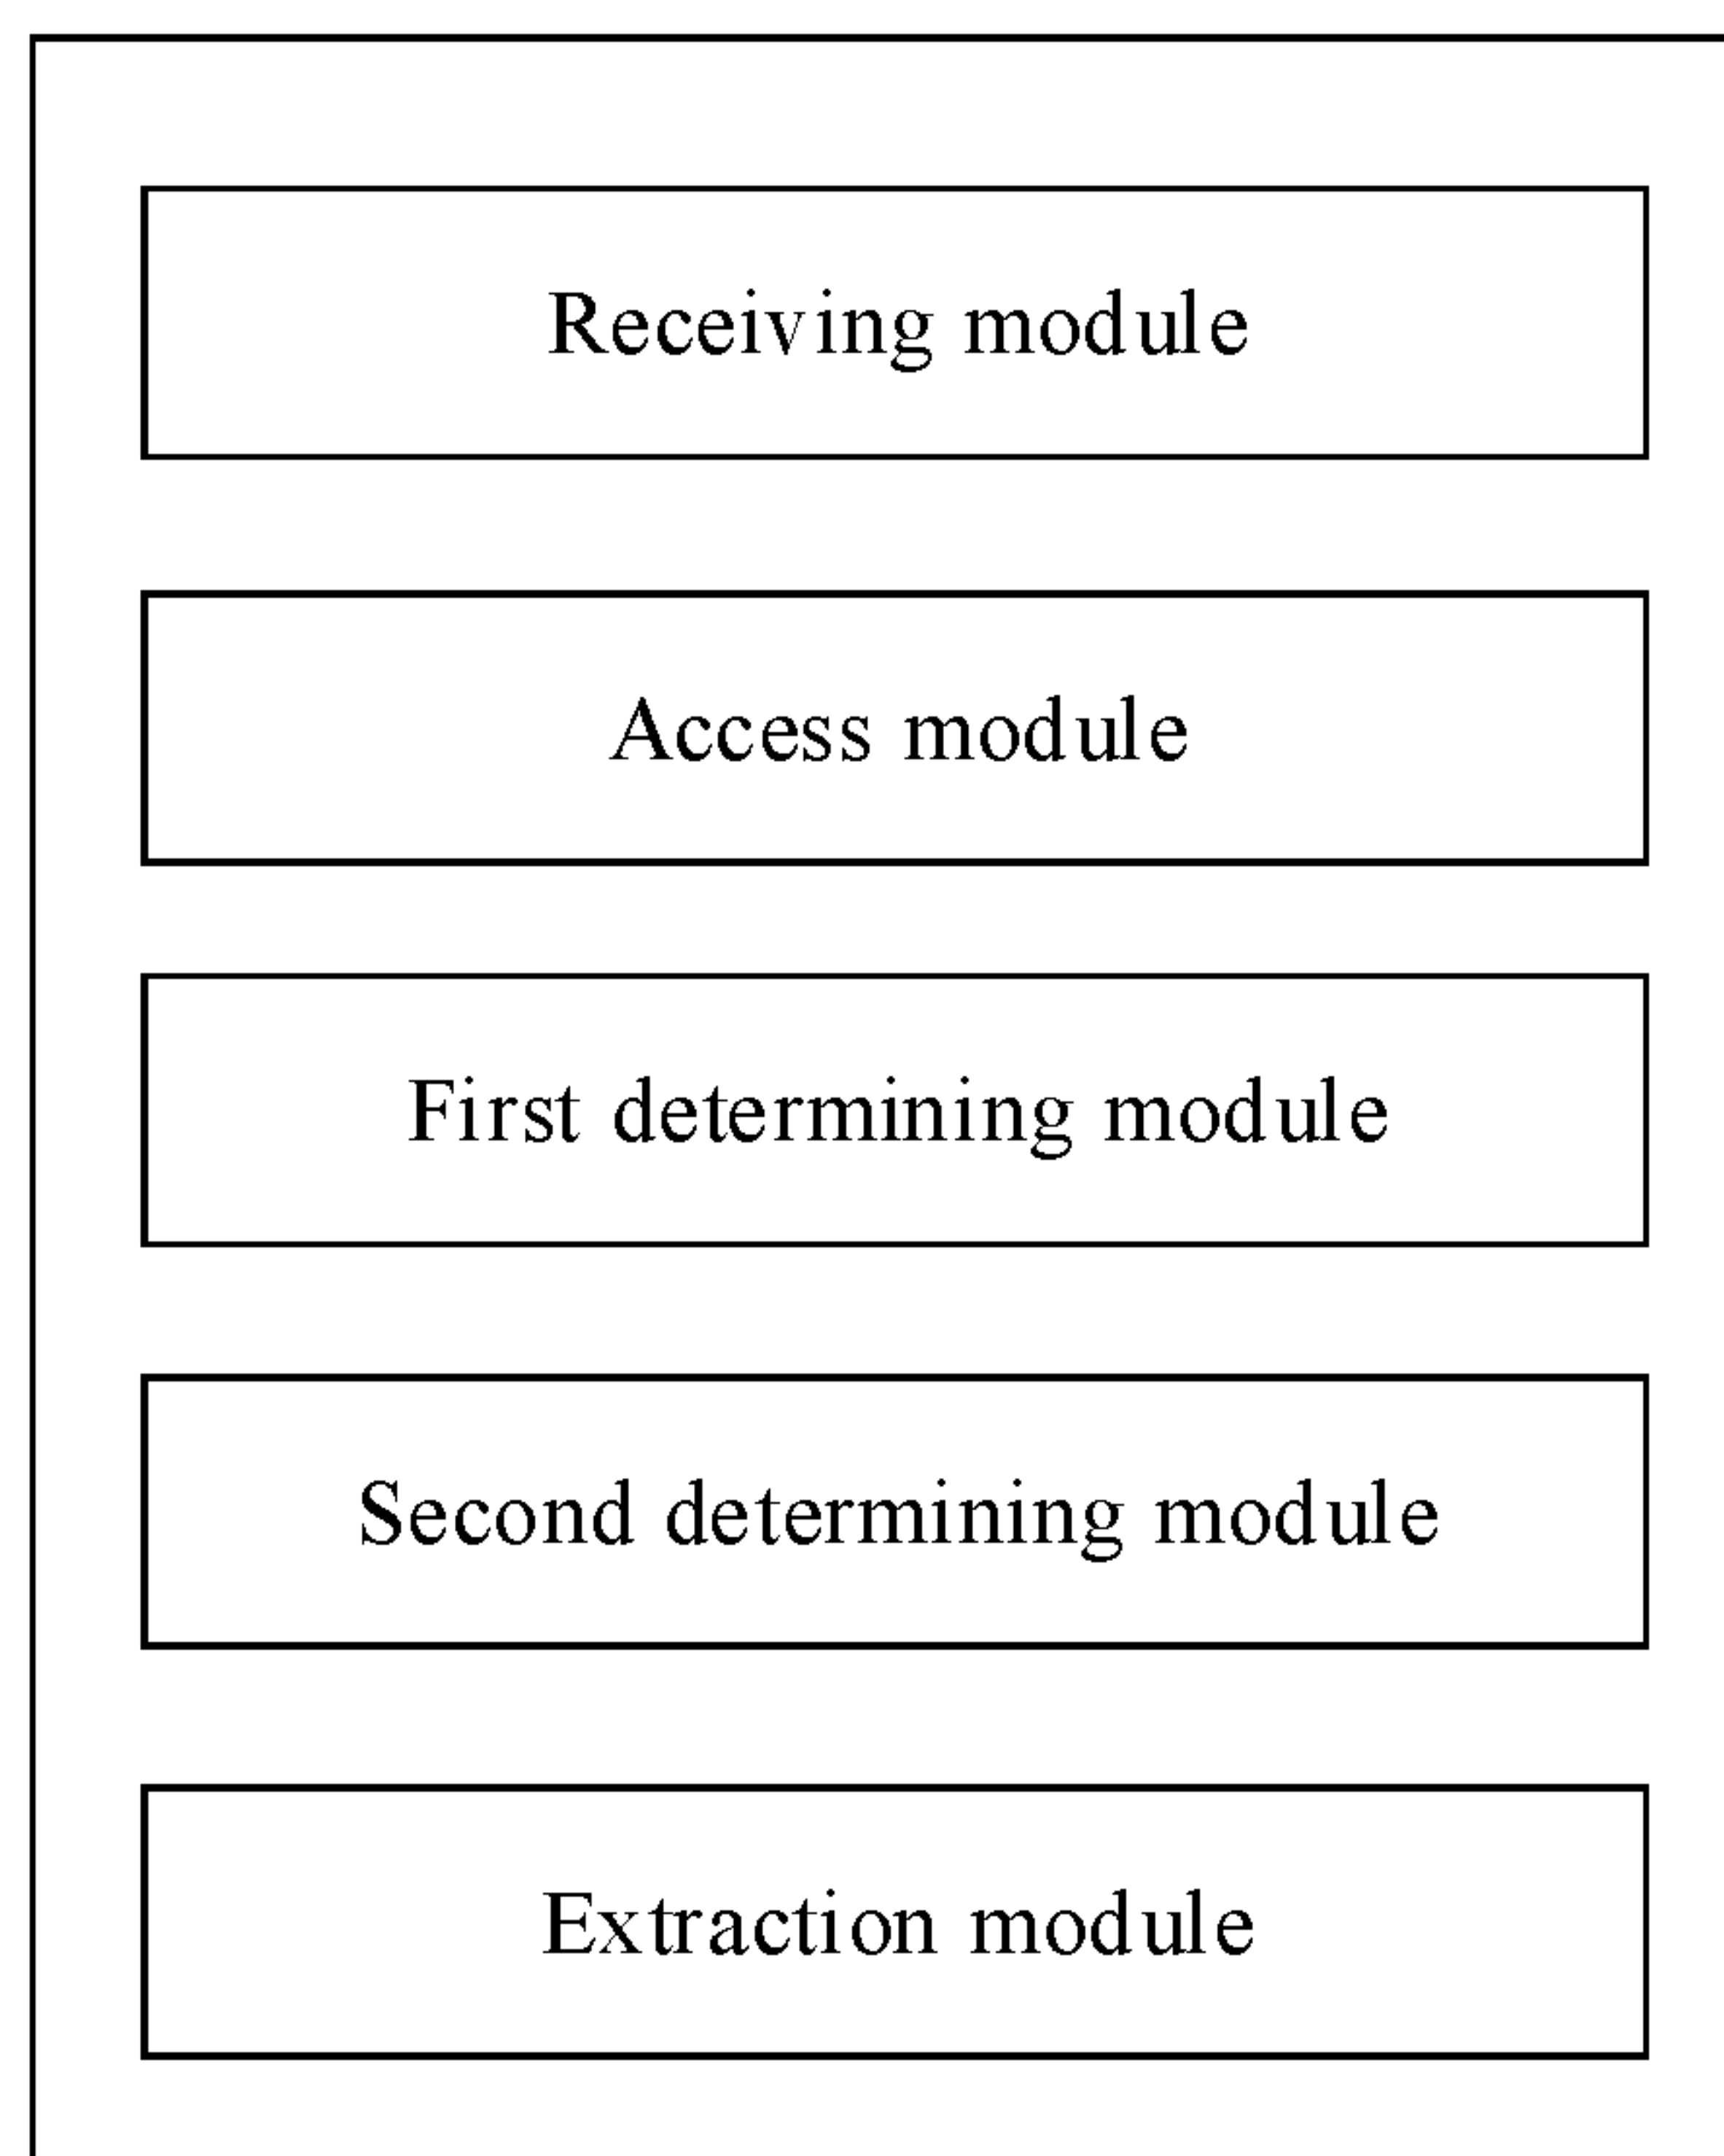 Receiving module
Access module
First determining module
Second determining module
Extraction module